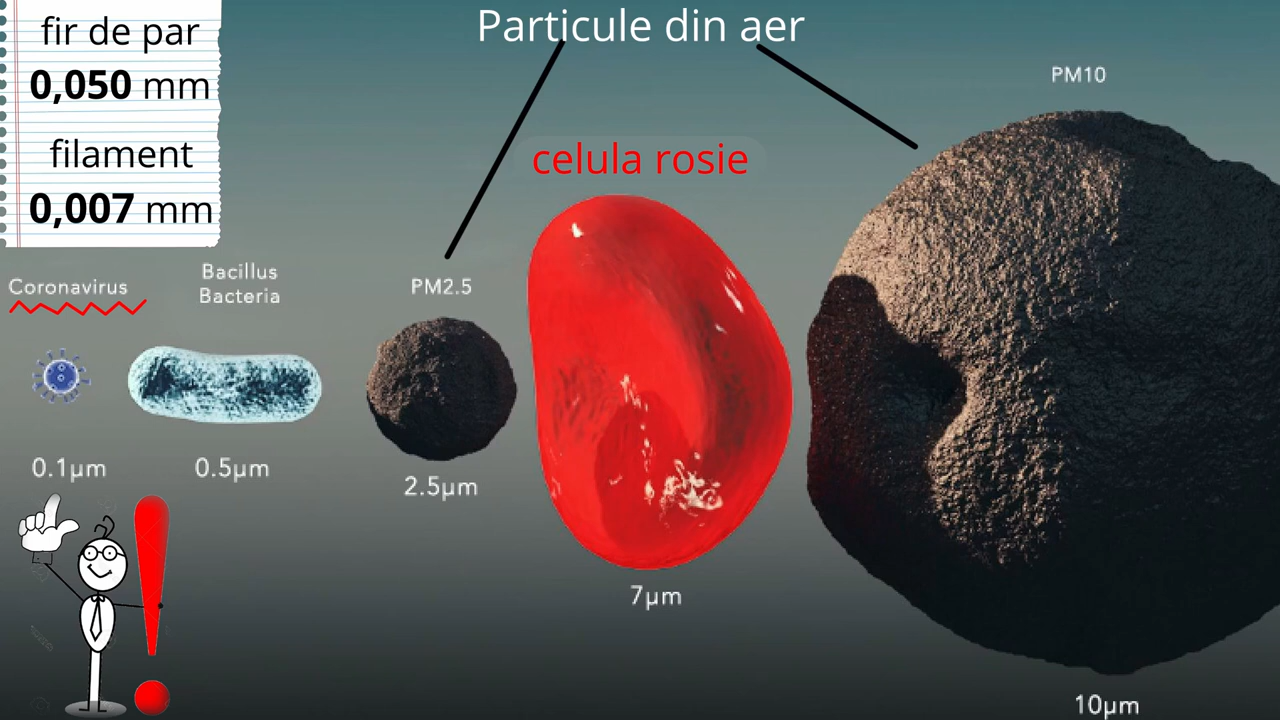 fir de par
0,050 mm
filament
0,007 mm
Particule din aer
PM10
celula rosie
Coronavirus
Bacillus
Bacteria
PM2.5
0.1µm
0.5µm
2.5µm
7µm
10µm